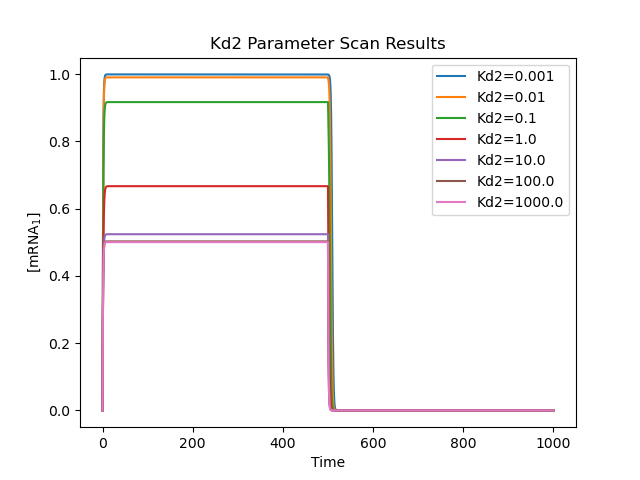 Kd2 Parameter Scan Results
1.0
0.8
0.6
0.4
0.2
0.0
[mRNA₁]
Kd2=0.001
Kd2=0.01
Kd2=0.1
Kd2=1.0
Kd2=10.0
Kd2=100.0
Kd2=1000.0
0 200 400 600 800 1000
Time